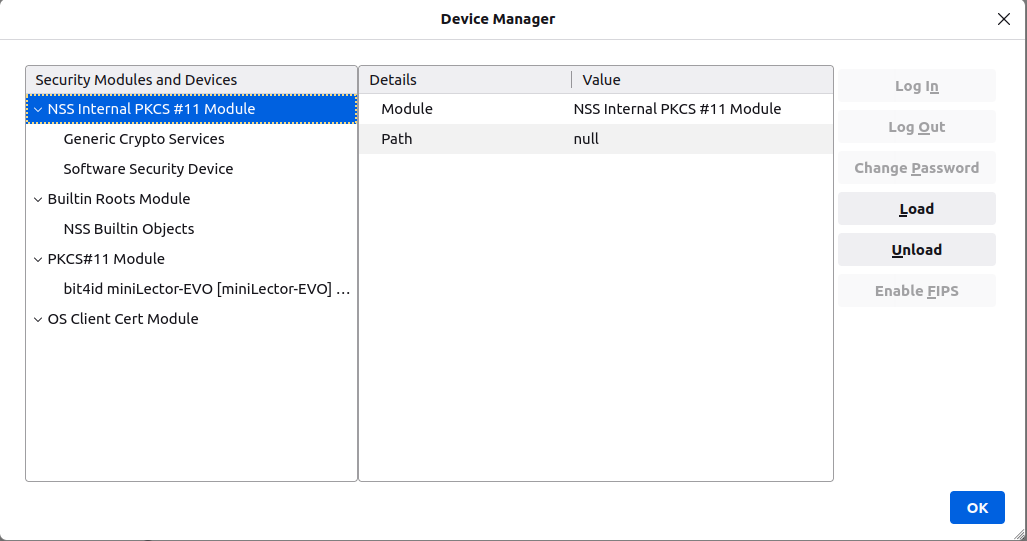 Device Manager
Security Modules and Devices
NSS Internal PKCS #11 Module
Generic Crypto Services
Software Security Device
Builtin Roots Module
NSS Builtin Objects
PKCS#11 Module
bit4id miniLector-EVO [miniLector-EVO] …
OS Client Cert Module
Details Value
Module NSS Internal PKCS #11 Module
Path null
Log In
Log Out
Change Password
Load
Unload
Enable FIPS
OK